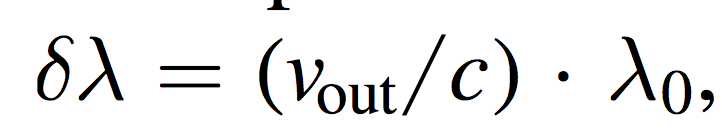 δλ = (v_out/c) · λ_0,